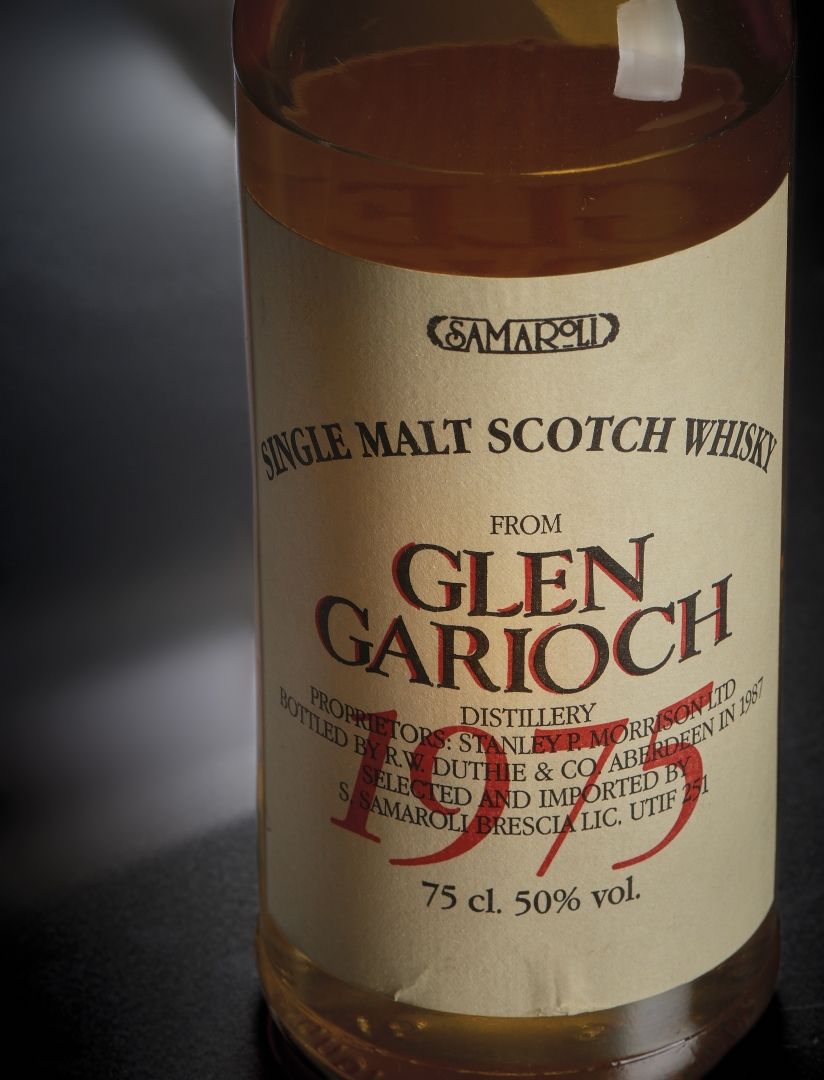 SAMAROLI
SINGLE MALT SCOTCH WHISKY
FROM
GLEN
GARIOCH
DISTILLERY
PROPRIETORS: STANLEY P. MORRISON LTD
BOTTLED BY R.W. DUTHIE & CO. ABERDEEN IN 1987
SELECTED AND IMPORTED BY
S. SAMAROLI BRESCIA LIC. UTIF 251
1975
75 cl. 50% vol.